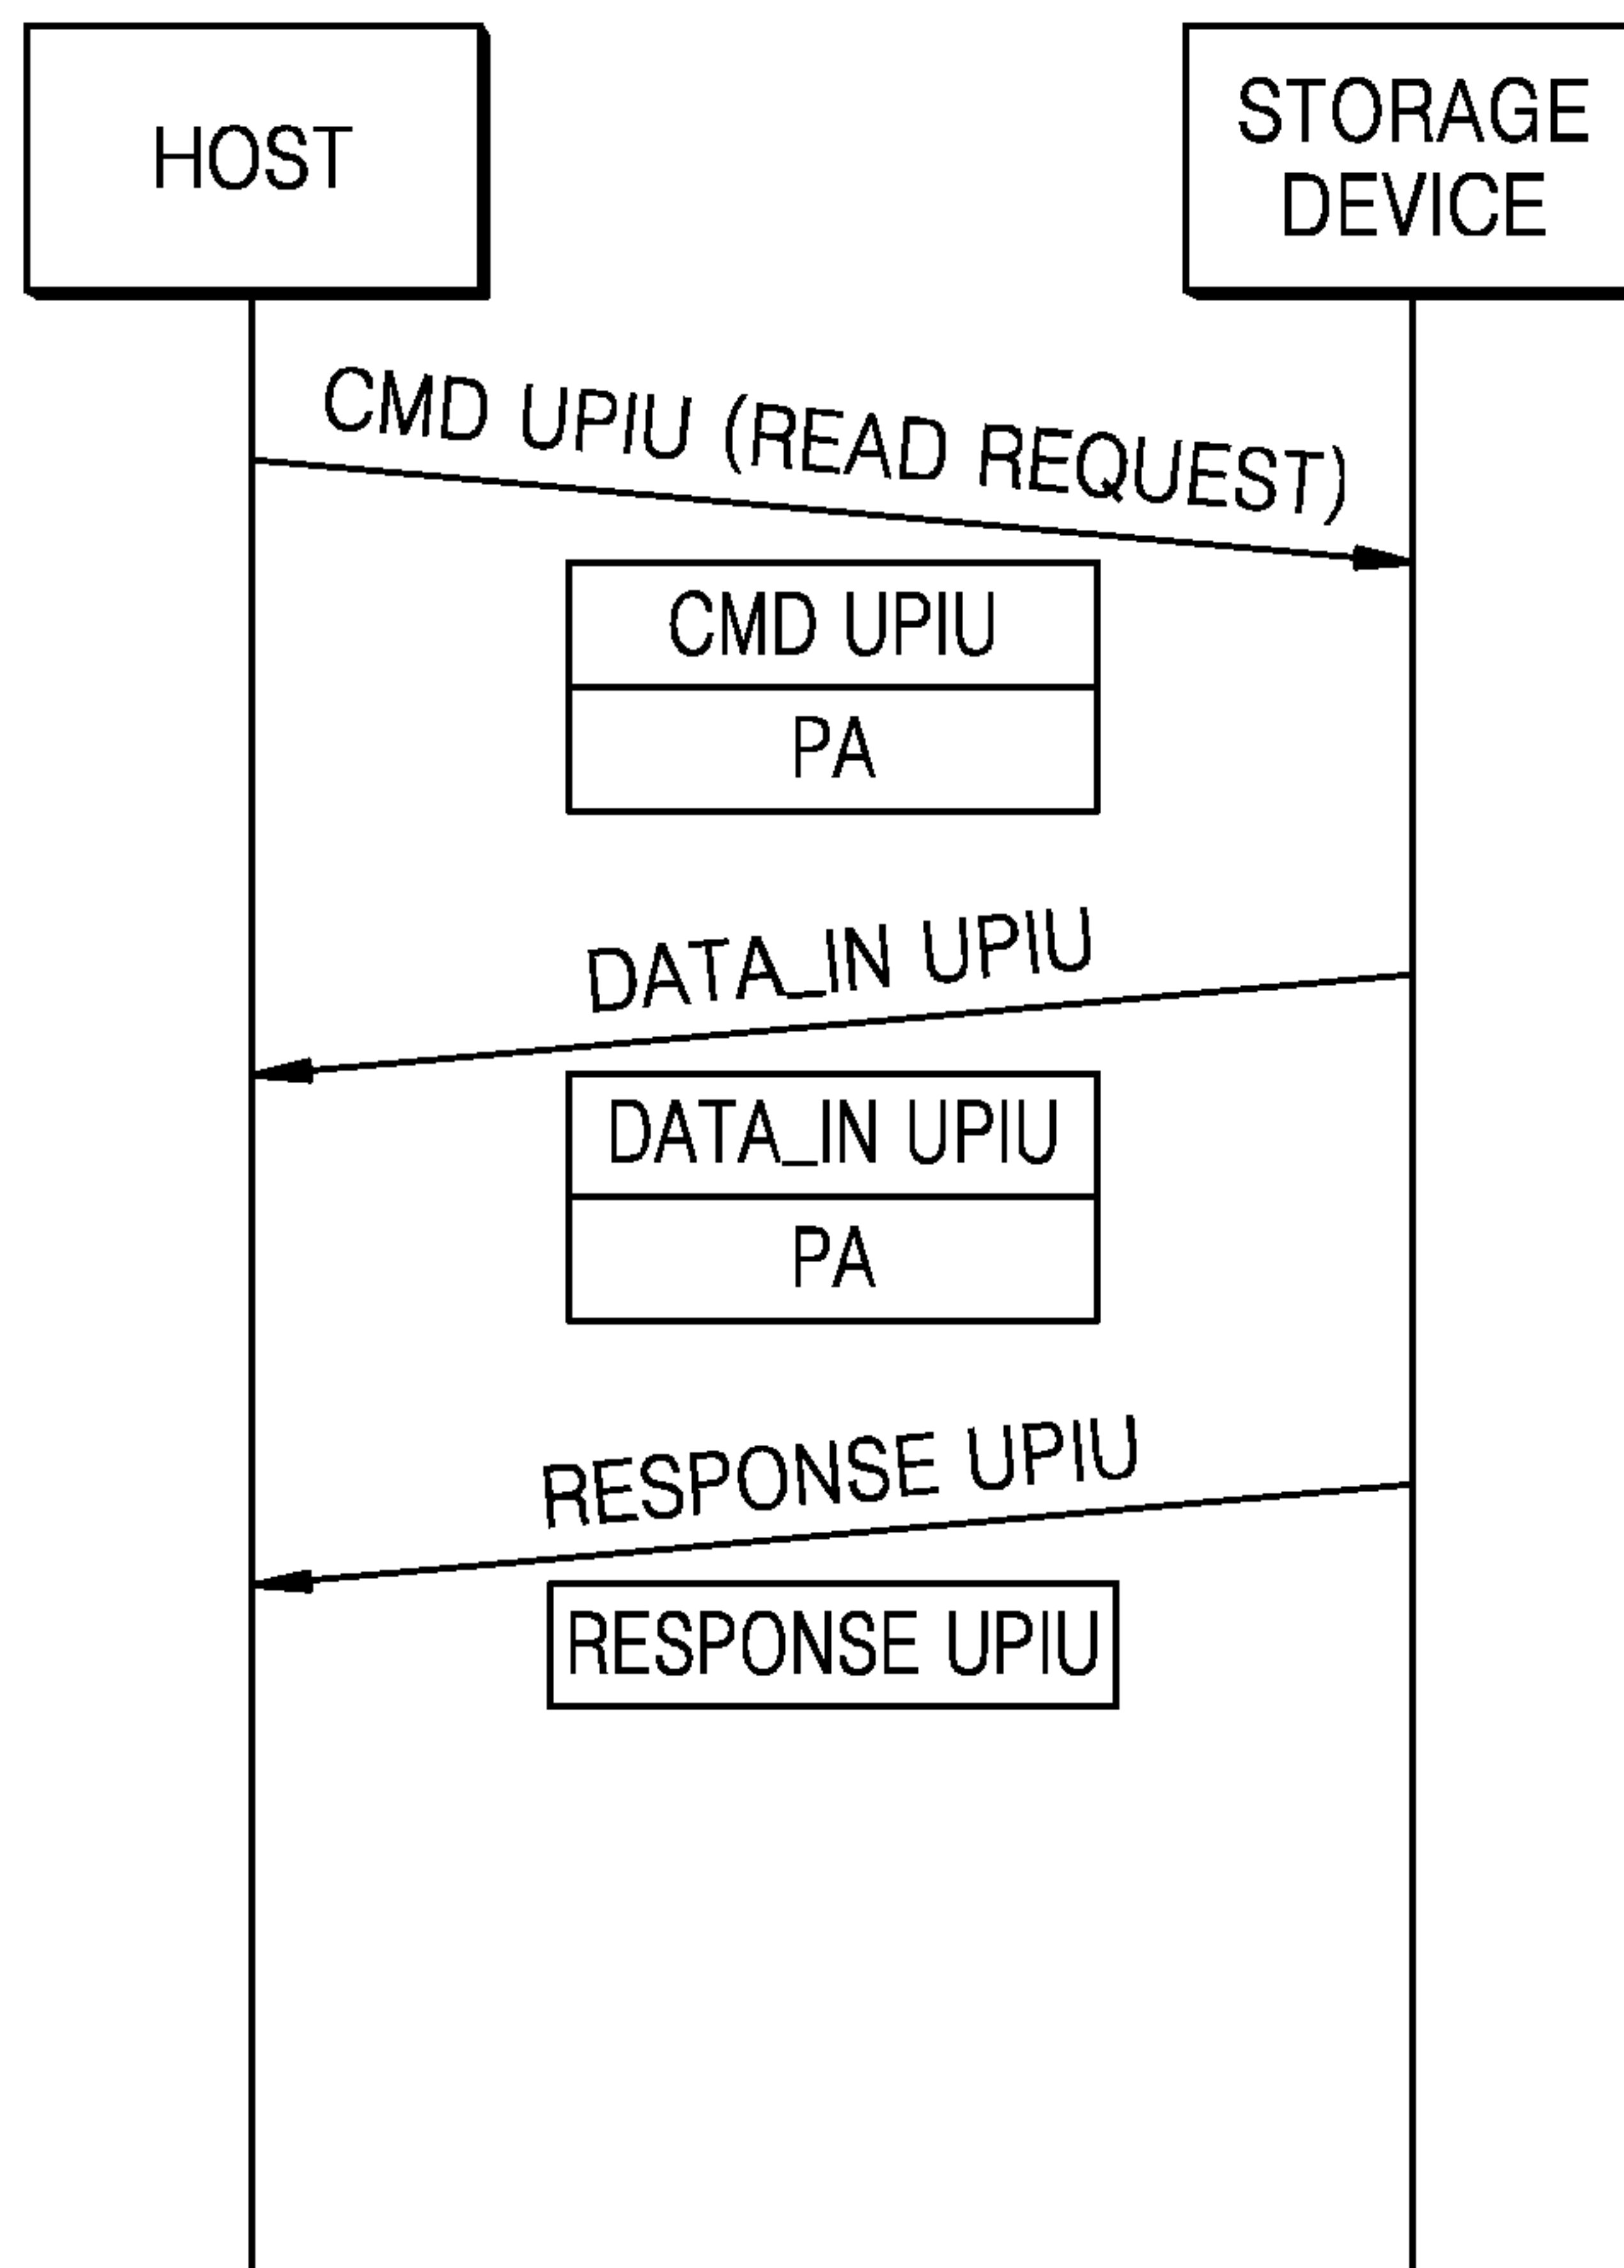 HOST
STORAGE
DEVICE
CMD UPIU (READ REQUEST)
CMD UPIU
PA
DATA_IN UPIU
DATA_IN UPIU
PA
RESPONSE UPIU
RESPONSE UPIU